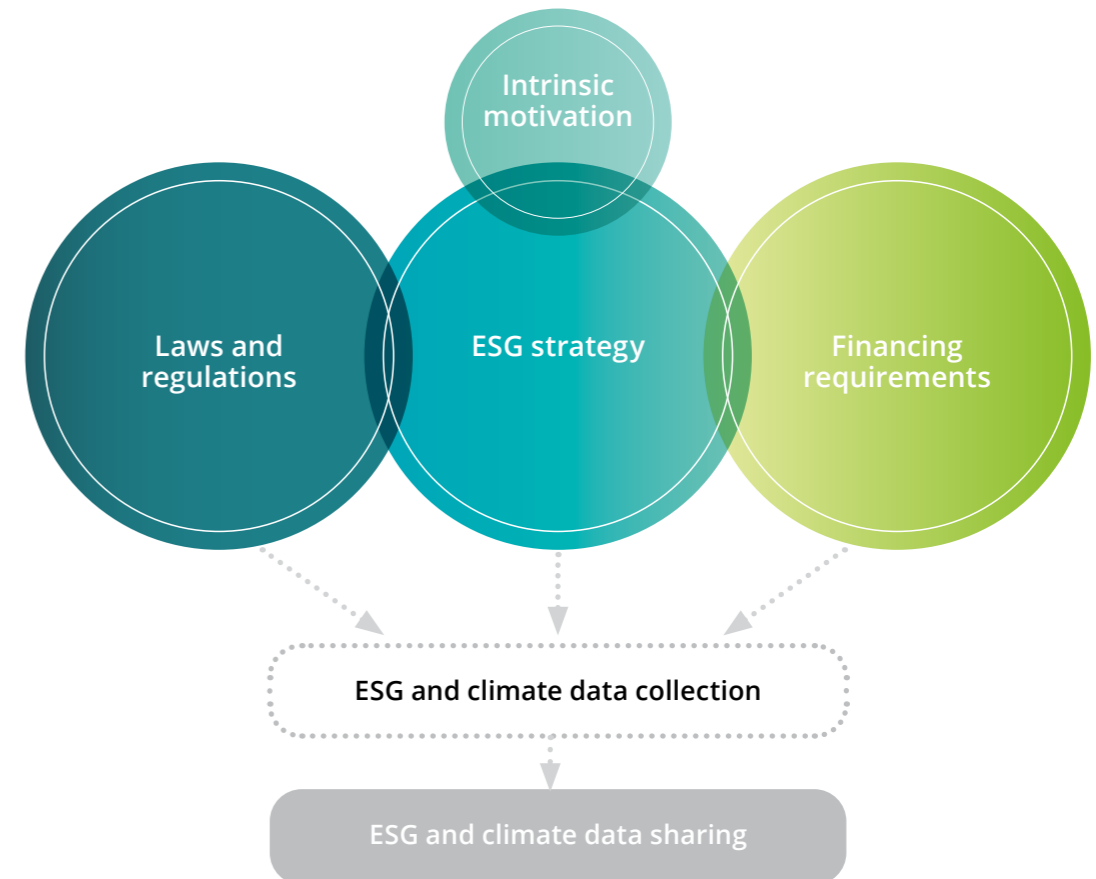 Intrinsic
motivation
Laws and
regulations
ESG strategy
Financing
requirements
ESG and climate data collection
ESG and climate data sharing